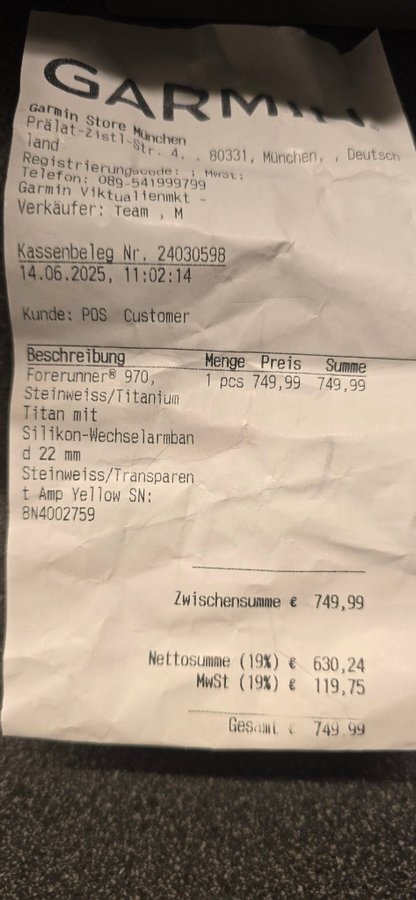 GARMIN.
Garmin Store München
Prälat-Zistl-Str. 4, , 80331, München, , Deutsch
land
Registrierungscode: ; MwSt:
Telefon: 089-541999799
Garmin Viktualienmkt -
Verkäufer: Team , M
Kassenbeleg Nr. 24030598
14.06.2025, 11:02:14
Kunde: POS Customer
Beschreibung Menge Preis Summe
Forerunner® 970, 1 pcs 749,99 749,99
Steinweiss/Titanium
Titan mit
Silikon-Wechselarmban
d 22 mm
Steinweiss/Transparen
t Amp Yellow SN:
8N4002759
Zwischensumme € 749,99
Nettosumme (19%) € 630,24
MwSt (19%) € 119,75
Gesamt € 749,99